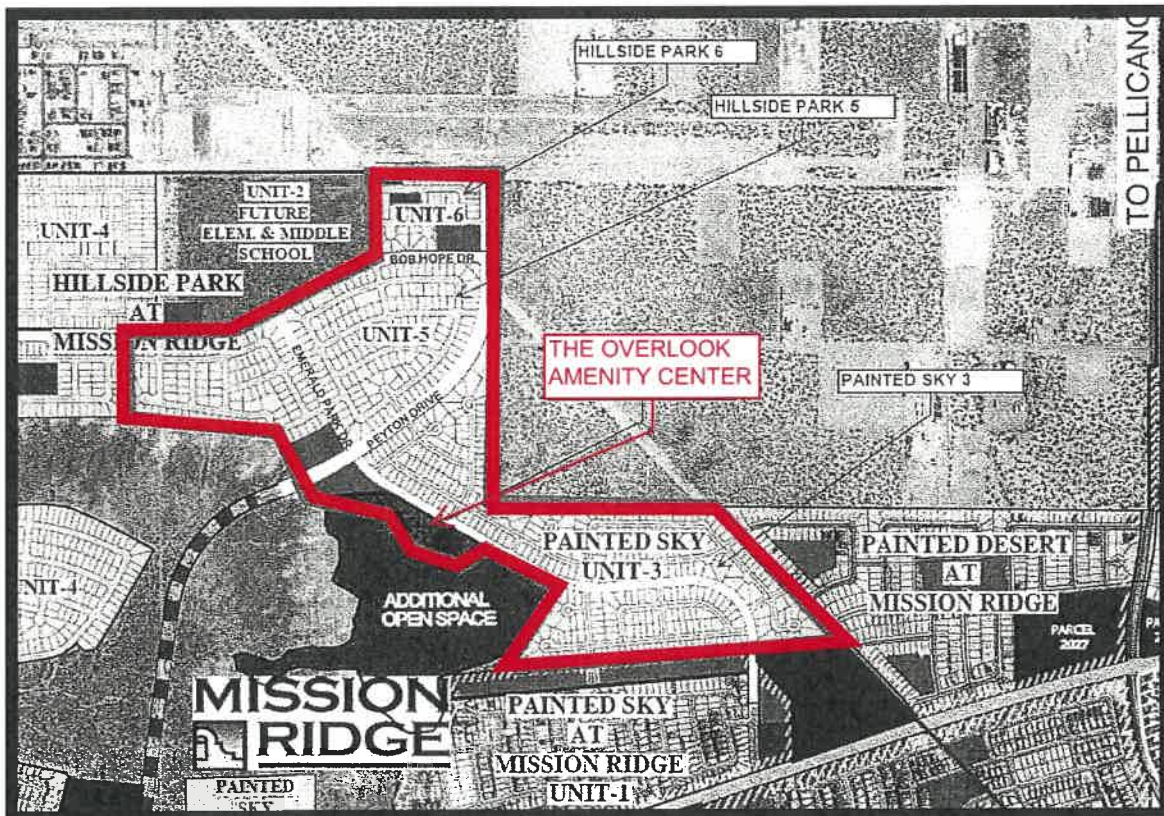 HILLSIDE PARK 6
HILLSIDE PARK 5
TO PELLICANO
UNIT-2
FUTURE
ELEM. & MIDDLE
SCHOOL
UNIT-6
UNIT-4
BOB HOPE DR.
HILLSIDE PARK
AT
MISSION RIDGE
UNIT-5
EMERALD PARK DR.
PEYTON DRIVE
THE OVERLOOK
AMENITY CENTER
PAINTED SKY 3
PAINTED SKY
UNIT-3
PAINTED DESERT
AT
MISSION RIDGE
UNIT-4
ADDITIONAL
OPEN SPACE
PARCEL
2027
MISSION
RIDGE
PAINTED SKY
AT
MISSION RIDGE
UNIT-1
PAINTED
SKY